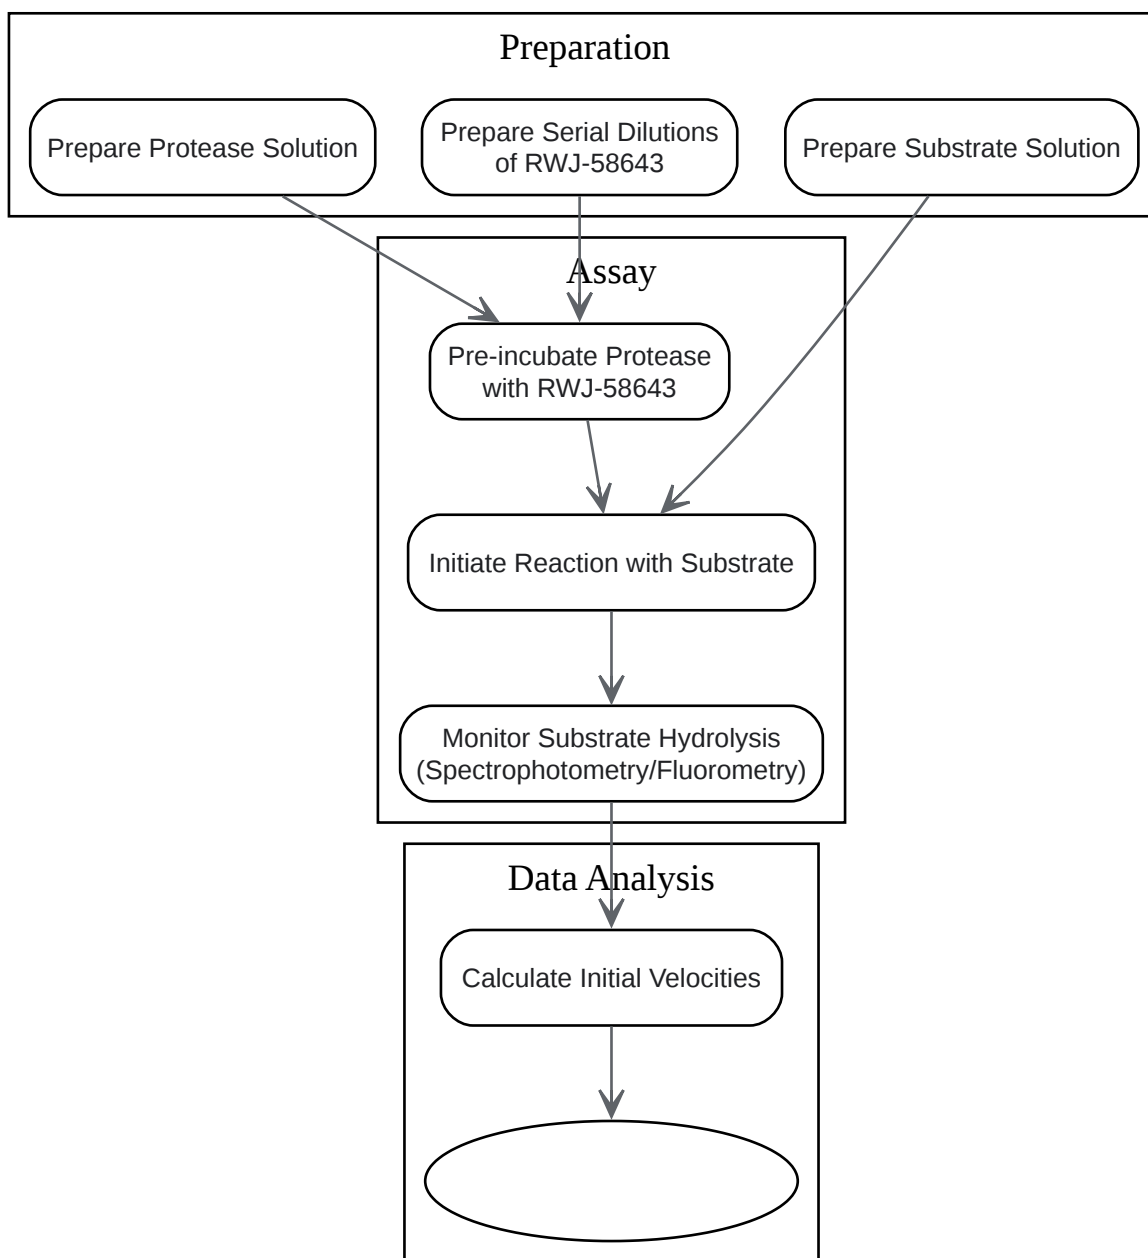 Preparation
Prepare Protease Solution
Prepare Serial Dilutions
of RWJ-58643
Prepare Substrate Solution
Assay
Pre-incubate Protease
with RWJ-58643
Initiate Reaction with Substrate
Monitor Substrate Hydrolysis
(Spectrophotometry/Fluorometry)
Data Analysis
Calculate Initial Velocities